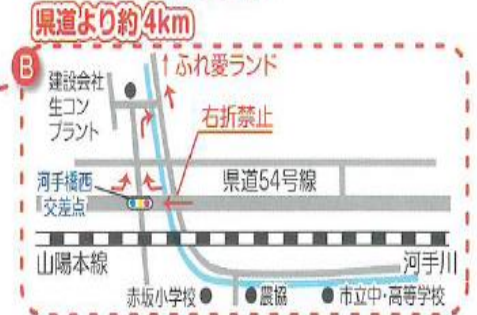 県道より約4km
B
↑ふれ愛ランド
建設会社
生コン
プラント
右折禁止
河手橋西
交差点
県道54号線
山陽本線
河手川
赤坂小学校
農協
市立中・高等学校